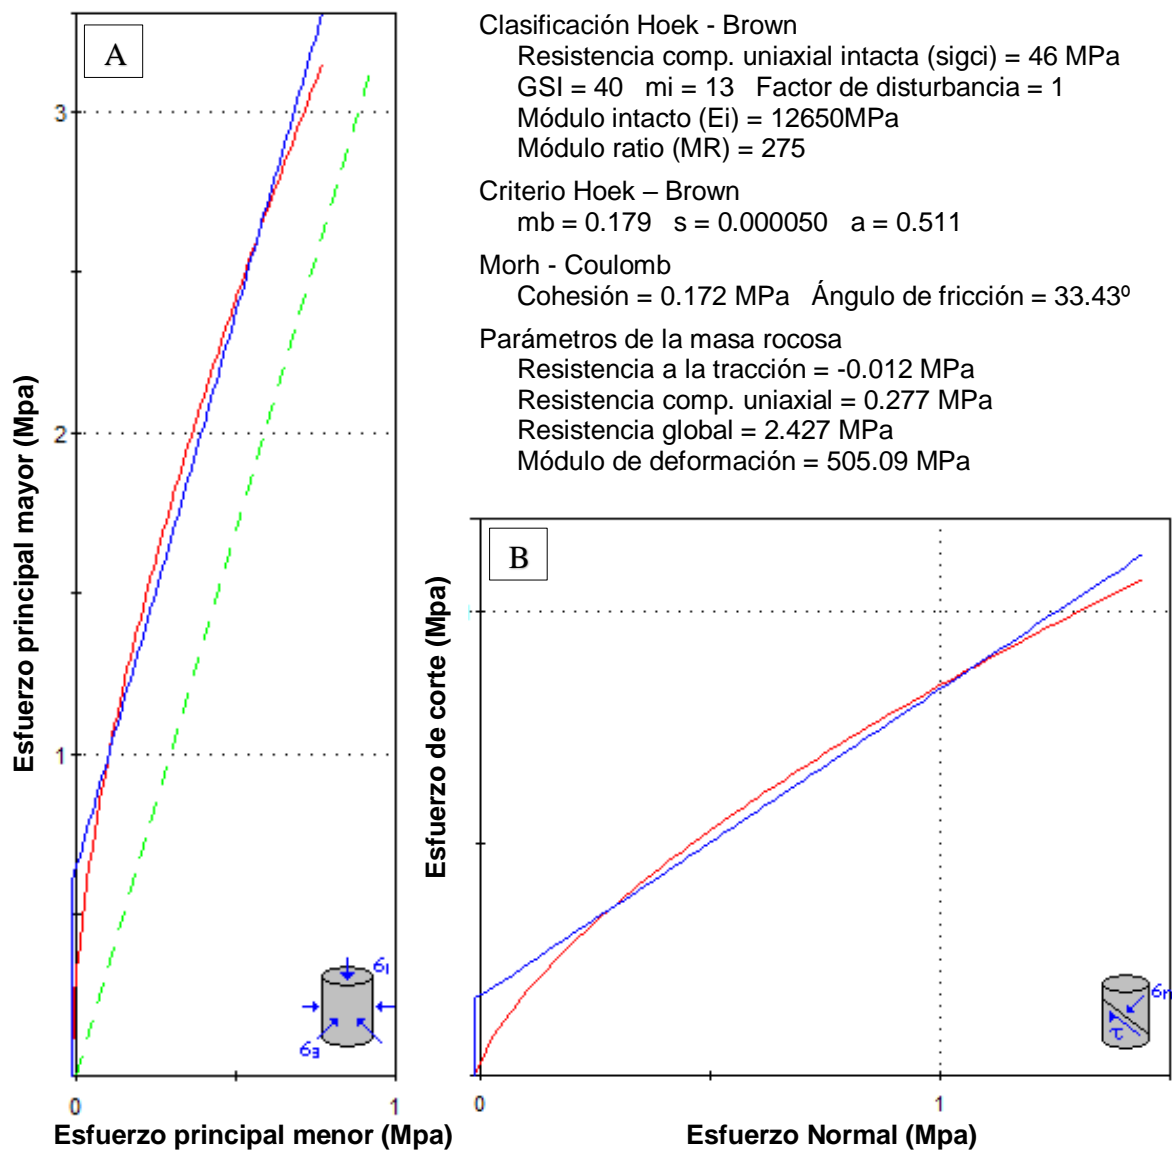 A
Clasificación Hoek - Brown
Resistencia comp. uniaxial intacta (sigci) = 46 MPa
GSI = 40 mi = 13 Factor de disturbancia = 1
Módulo intacto (Ei) = 12650MPa
Módulo ratio (MR) = 275
Criterio Hoek – Brown
mb = 0.179 s = 0.000050 a = 0.511
Morh - Coulomb
Cohesión = 0.172 MPa Ángulo de fricción = 33.43º
Parámetros de la masa rocosa
Resistencia a la tracción = -0.012 MPa
Resistencia comp. uniaxial = 0.277 MPa
Resistencia global = 2.427 MPa
Módulo de deformación = 505.09 MPa
3
2
1
Esfuerzo principal mayor (Mpa)
σ1
σ3
0 1
Esfuerzo principal menor (Mpa)
B
Esfuerzo de corte (Mpa)
σn
τ
0 1
Esfuerzo Normal (Mpa)